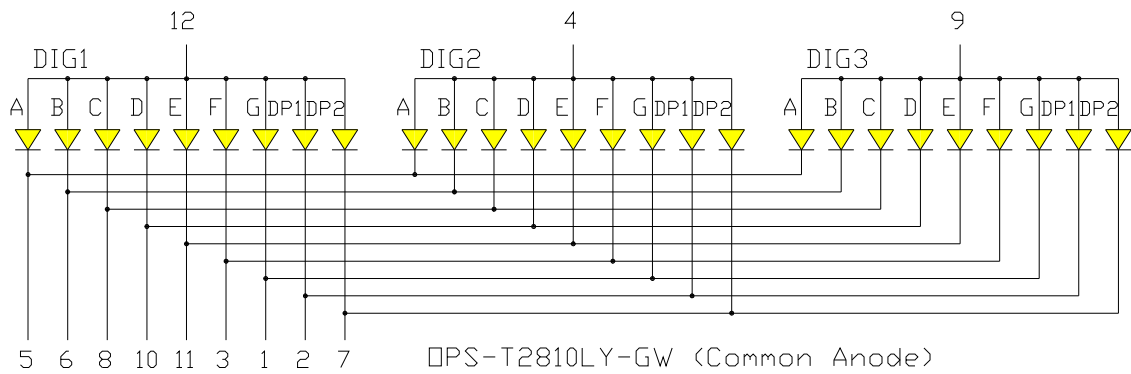 12 4 9
DIG1 DIG2 DIG3
A B C D E F G DP1 DP2 A B C D E F G DP1 DP2 A B C D E F G DP1 DP2
5 6 8 10 11 3 1 2 7 OPS-T2810LY-GW (Common Anode)